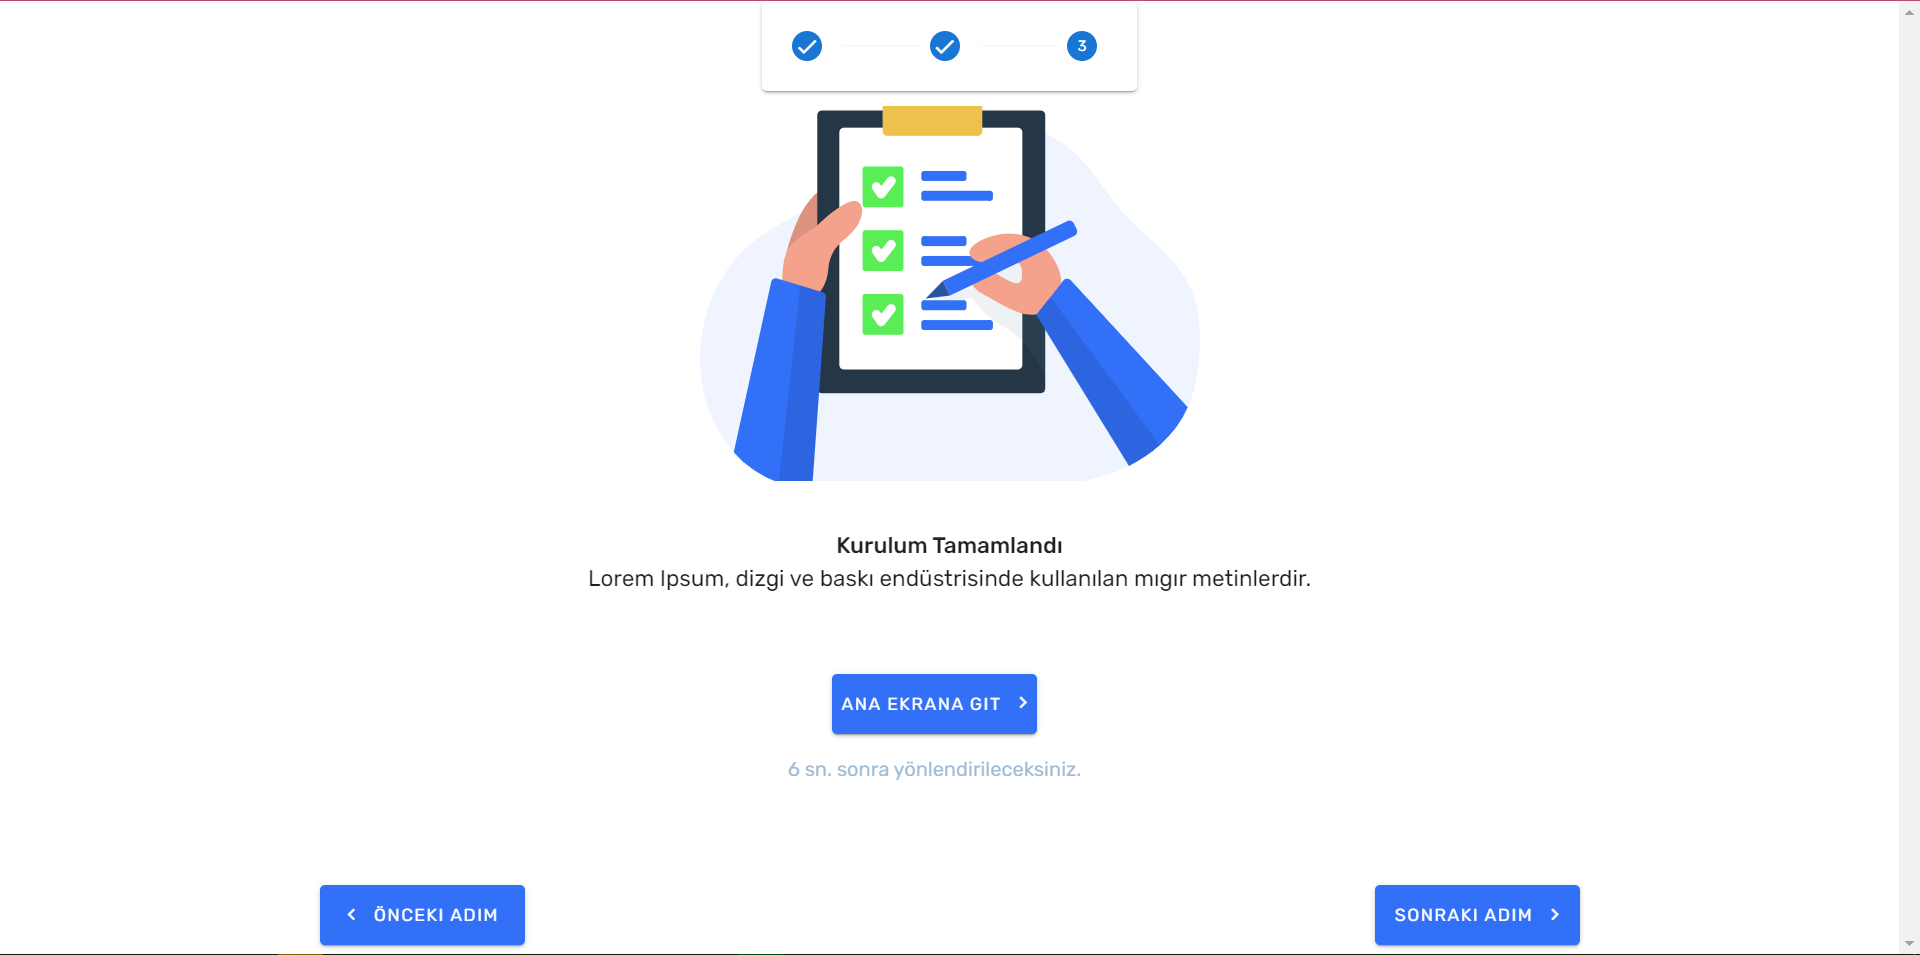 3
Kurulum Tamamlandı
Lorem Ipsum, dizgi ve baskı endüstrisinde kullanılan mıgır metinlerdir.
ANA EKRANA GIT
6 sn. sonra yönlendirileceksiniz.
ÖNCEKI ADIM
SONRAKI ADIM